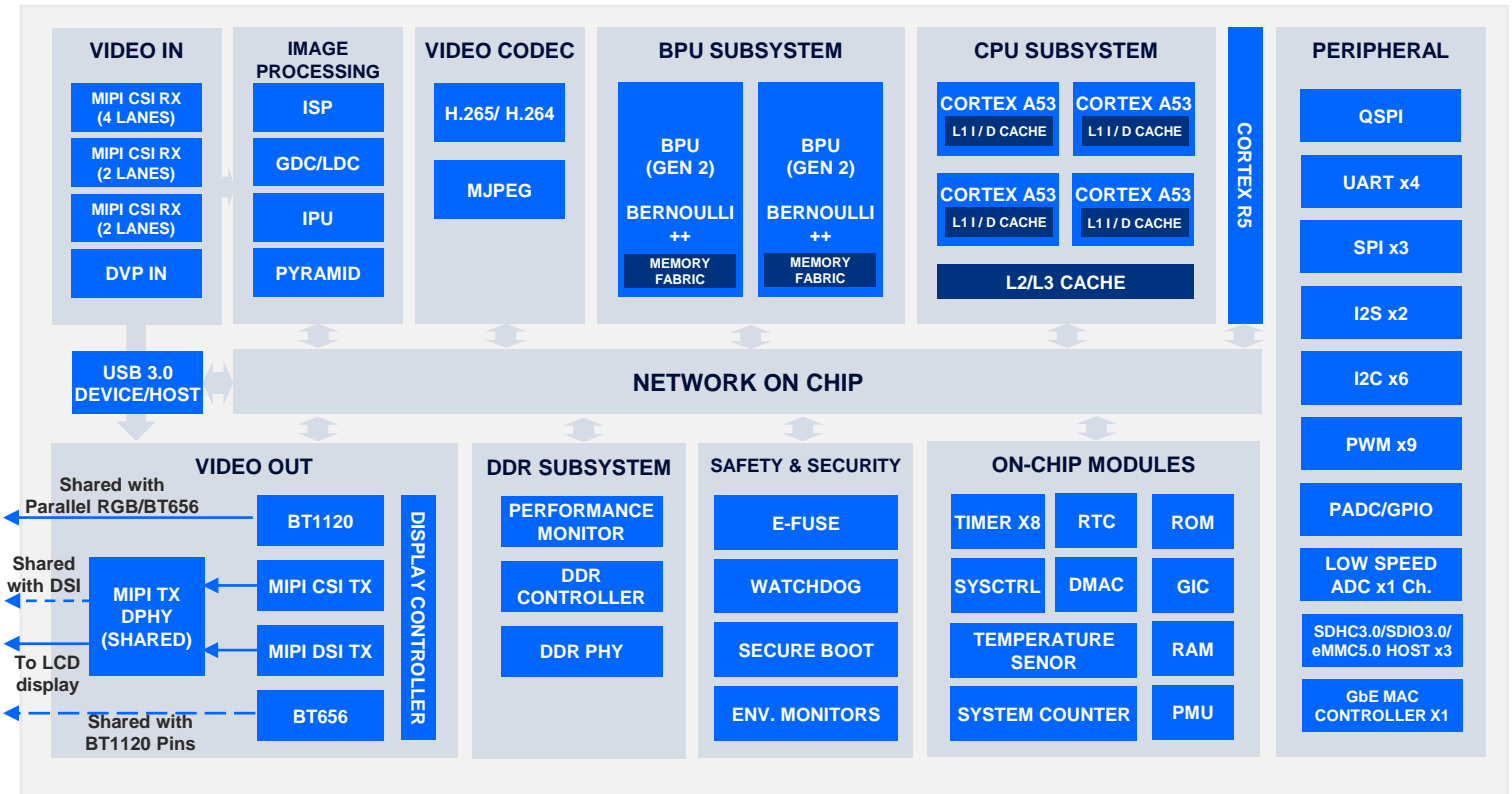 VIDEO IN
MIPI CSI RX
(4 LANES)
MIPI CSI RX
(2 LANES)
MIPI CSI RX
(2 LANES)
DVP IN
IMAGE
PROCESSING
ISP
GDC/LDC
IPU
PYRAMID
VIDEO CODEC
H.265/ H.264
MJPEG
BPU SUBSYSTEM
BPU
(GEN 2)
BERNOULLI
++
MEMORY
FABRIC
BPU
(GEN 2)
BERNOULLI
++
MEMORY
FABRIC
CPU SUBSYSTEM
CORTEX A53
L1 I / D CACHE
CORTEX A53
L1 I / D CACHE
CORTEX A53
L1 I / D CACHE
CORTEX A53
L1 I / D CACHE
L2/L3 CACHE
CORTEX R5
PERIPHERAL
QSPI
UART x4
SPI x3
I2S x2
I2C x6
PWM x9
PADC/GPIO
LOW SPEED
ADC x1 Ch.
SDHC3.0/SDIO3.0/
eMMC5.0 HOST x3
GbE MAC
CONTROLLER X1
USB 3.0
DEVICE/HOST
NETWORK ON CHIP
VIDEO OUT
Shared with
Parallel RGB/BT656
BT1120
Shared
with DSI
MIPI TX
DPHY
(SHARED)
MIPI CSI TX
MIPI DSI TX
To LCD
display
BT656
Shared with
BT1120 Pins
DISPLAY CONTROLLER
DDR SUBSYSTEM
PERFORMANCE
MONITOR
DDR
CONTROLLER
DDR PHY
SAFETY & SECURITY
E-FUSE
WATCHDOG
SECURE BOOT
ENV. MONITORS
ON-CHIP MODULES
TIMER X8
RTC
ROM
SYSCTRL
DMAC
GIC
TEMPERATURE
SENOR
RAM
SYSTEM COUNTER
PMU